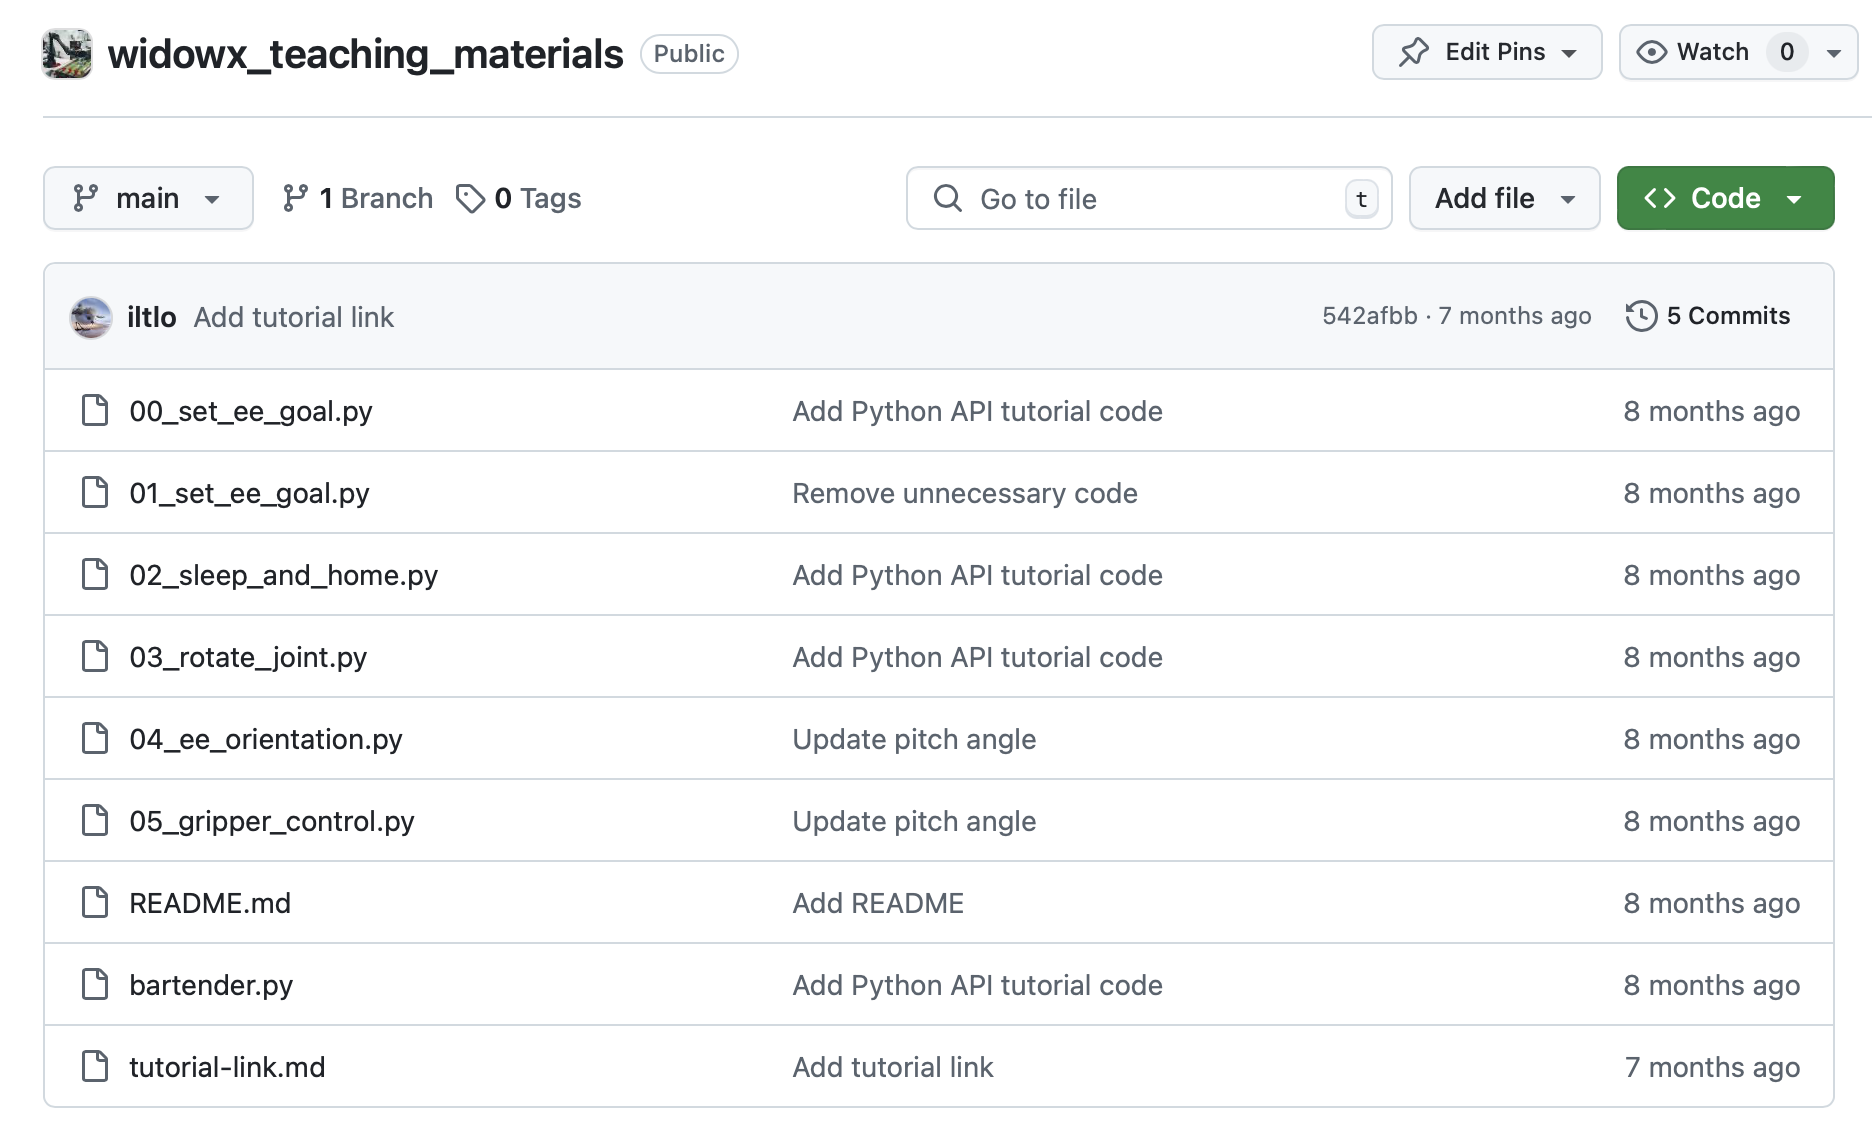 widowx_teaching_materials Public Edit Pins Watch 0
main 1 Branch 0 Tags Go to file t Add file Code
iltlo Add tutorial link 542afbb · 7 months ago 5 Commits
00_set_ee_goal.py Add Python API tutorial code 8 months ago
01_set_ee_goal.py Remove unnecessary code 8 months ago
02_sleep_and_home.py Add Python API tutorial code 8 months ago
03_rotate_joint.py Add Python API tutorial code 8 months ago
04_ee_orientation.py Update pitch angle 8 months ago
05_gripper_control.py Update pitch angle 8 months ago
README.md Add README 8 months ago
bartender.py Add Python API tutorial code 8 months ago
tutorial-link.md Add tutorial link 7 months ago